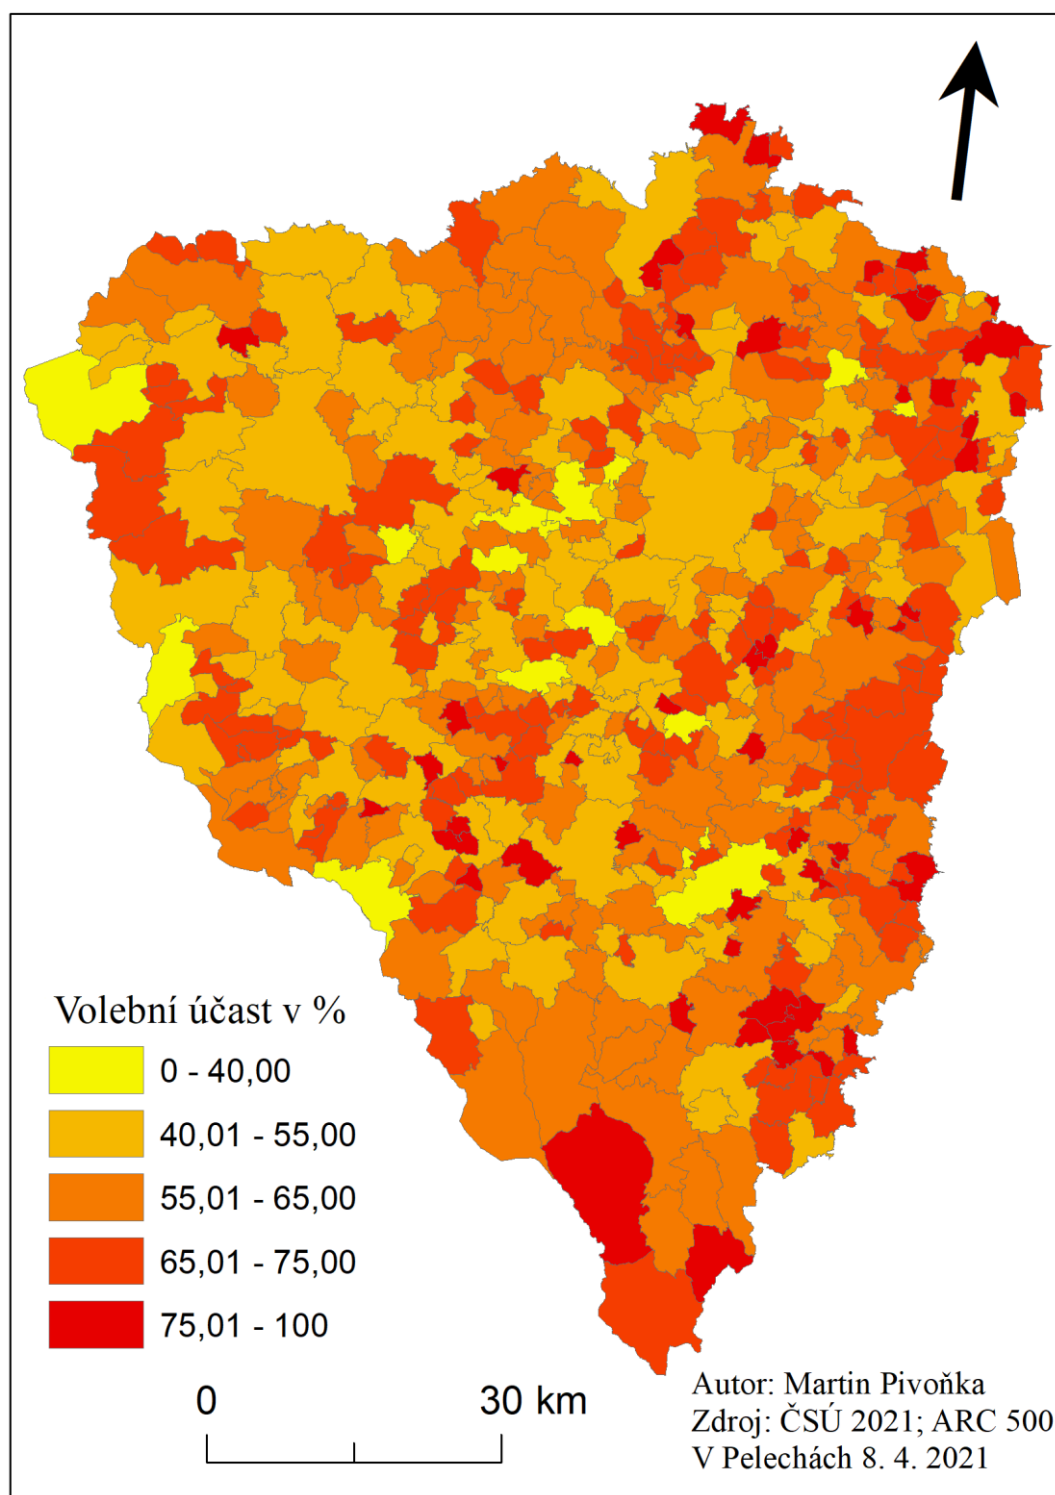 Volební účast v %
0 - 40,00
40,01 - 55,00
55,01 - 65,00
65,01 - 75,00
75,01 - 100
0 30 km
Autor: Martin Pivoňka
Zdroj: ČSÚ 2021; ARC 500
V Pelechách 8. 4. 2021